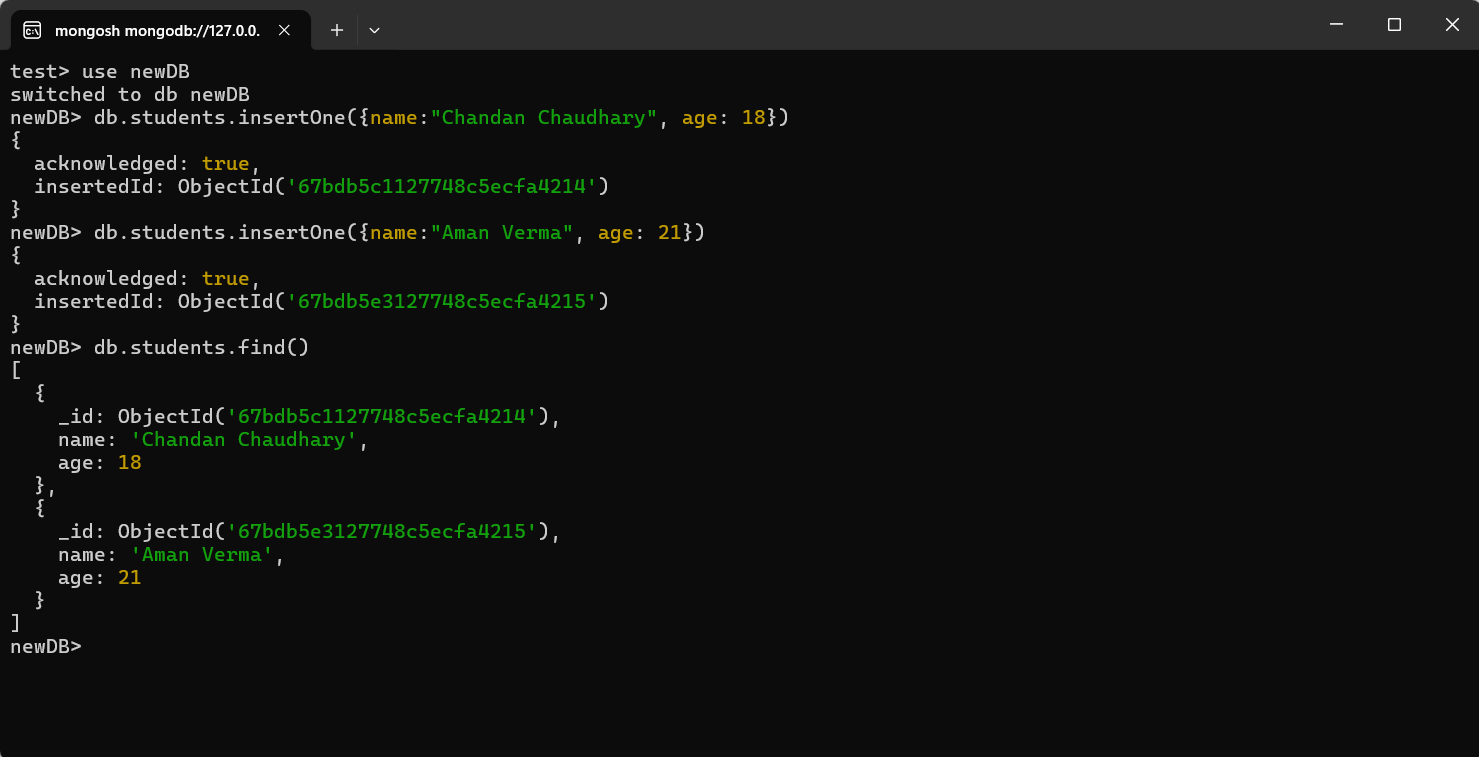 mongosh mongodb://127.0.0.
test> use newDB
switched to db newDB
newDB> db.students.insertOne({name:"Chandan Chaudhary", age: 18})
{
  acknowledged: true,
  insertedId: ObjectId('67bdb5c1127748c5ecfa4214')
}
newDB> db.students.insertOne({name:"Aman Verma", age: 21})
{
  acknowledged: true,
  insertedId: ObjectId('67bdb5e3127748c5ecfa4215')
}
newDB> db.students.find()
[
  {
    _id: ObjectId('67bdb5c1127748c5ecfa4214'),
    name: 'Chandan Chaudhary',
    age: 18
  },
  {
    _id: ObjectId('67bdb5e3127748c5ecfa4215'),
    name: 'Aman Verma',
    age: 21
  }
]
newDB>